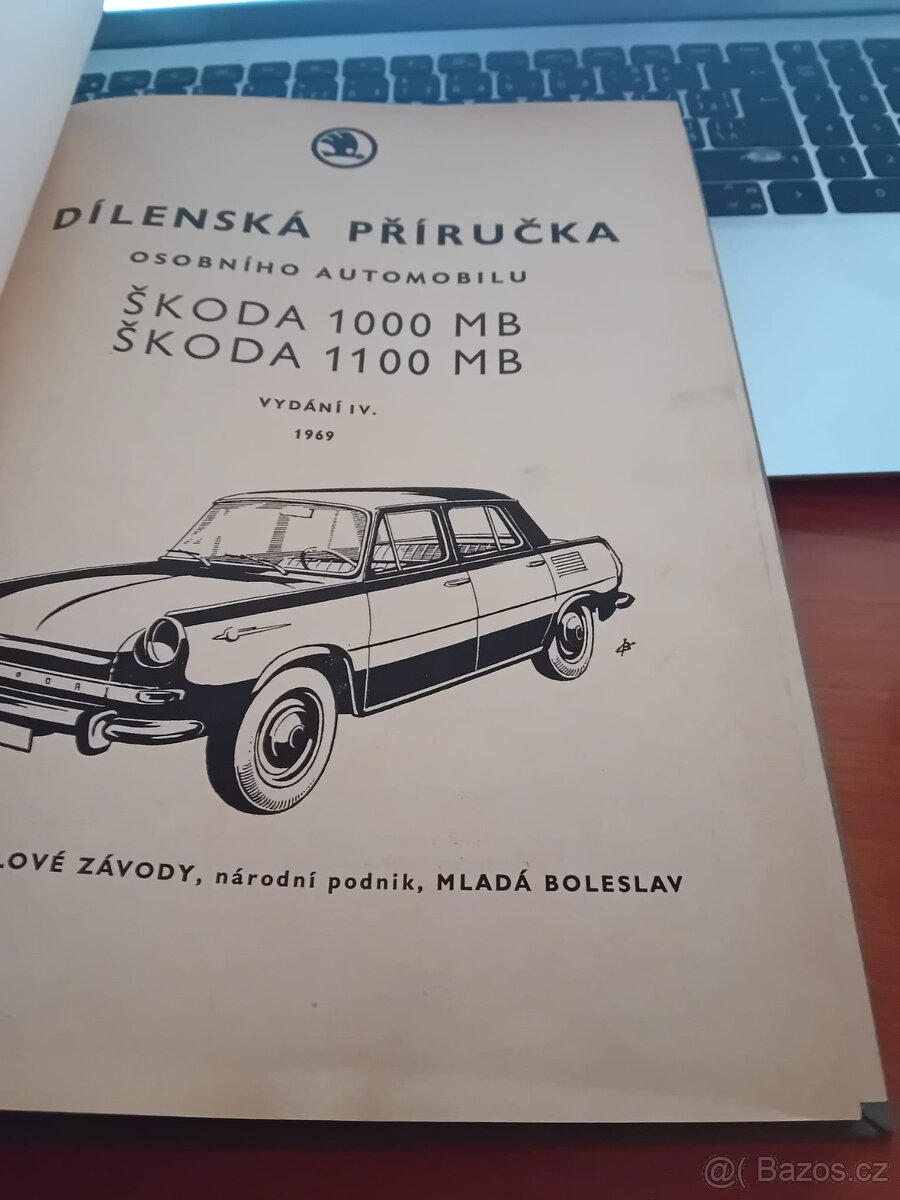 DÍLENSKÁ PŘÍRUČKA
OSOBNÍHO AUTOMOBILU
ŠKODA 1000 MB
ŠKODA 1100 MB
VYDÁNÍ IV.
1969
LOVÉ ZÁVODY, národní podnik, MLADÁ BOLESLAV
@( Bazos.cz